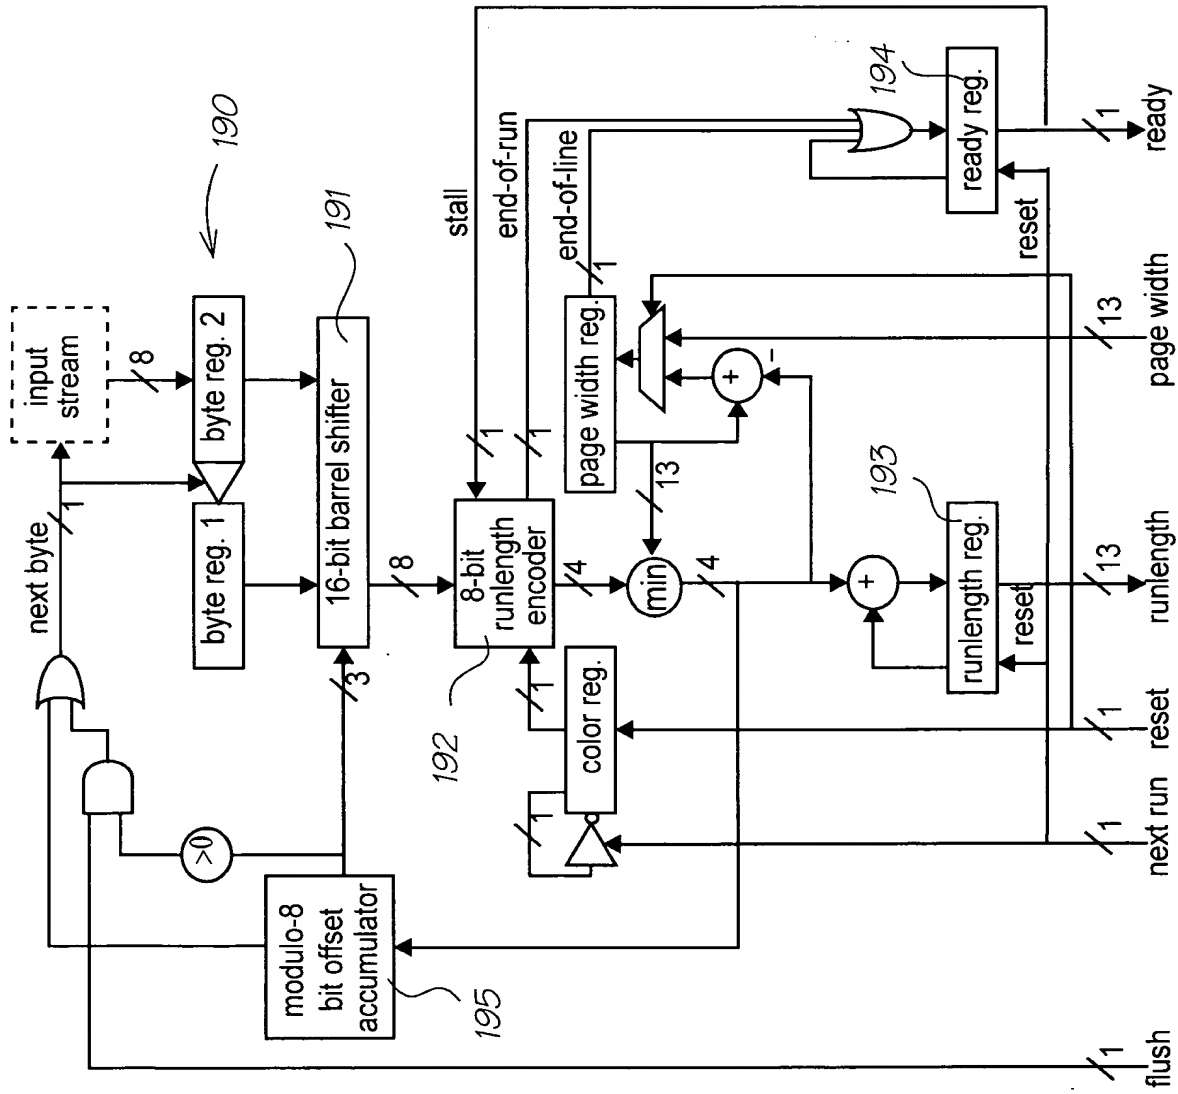 190
input
stream
8
next byte
1
byte reg. 1
byte reg. 2
191
16-bit barrel shifter
3
8
>0
modulo-8
bit offset
accumulator
195
192
8-bit
runlength
encoder
stall
1
end-of-run
1
end-of-line
1
4
1
color reg.
1
min
4
13
page width reg.
+
-
+
193
runlength reg.
reset
194
ready reg.
reset
1
flush
1
next run
1
reset
13
runlength
13
page width
1
ready